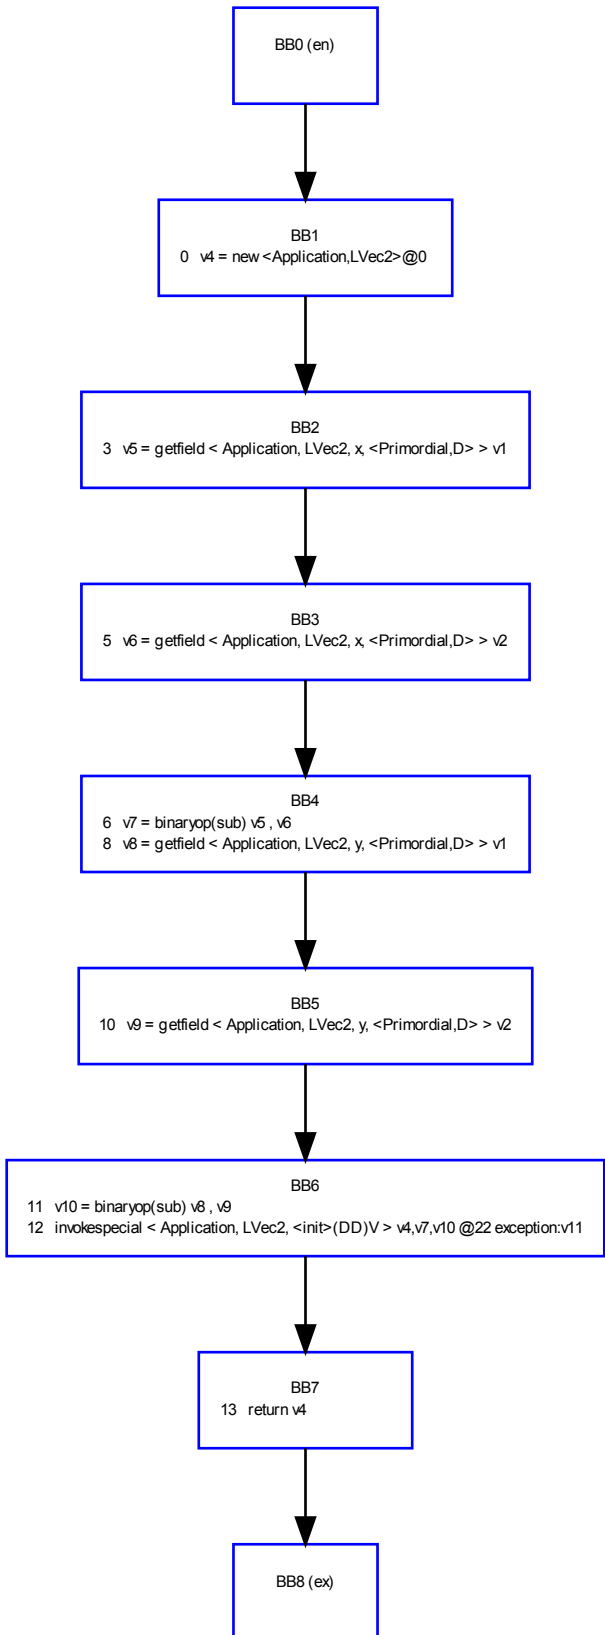 BB0 (en)
BB1
0 v4 = new <Application,LVec2>@0
BB2
3 v5 = getfield < Application, LVec2, x, <Primordial,D> > v1
BB3
5 v6 = getfield < Application, LVec2, x, <Primordial,D> > v2
BB4
6 v7 = binaryop(sub) v5 , v6
8 v8 = getfield < Application, LVec2, y, <Primordial,D> > v1
BB5
10 v9 = getfield < Application, LVec2, y, <Primordial,D> > v2
BB6
11 v10 = binaryop(sub) v8 , v9
12 invokespecial < Application, LVec2, <init>(DD)V > v4,v7,v10 @22 exception:v11
BB7
13 return v4
BB8 (ex)